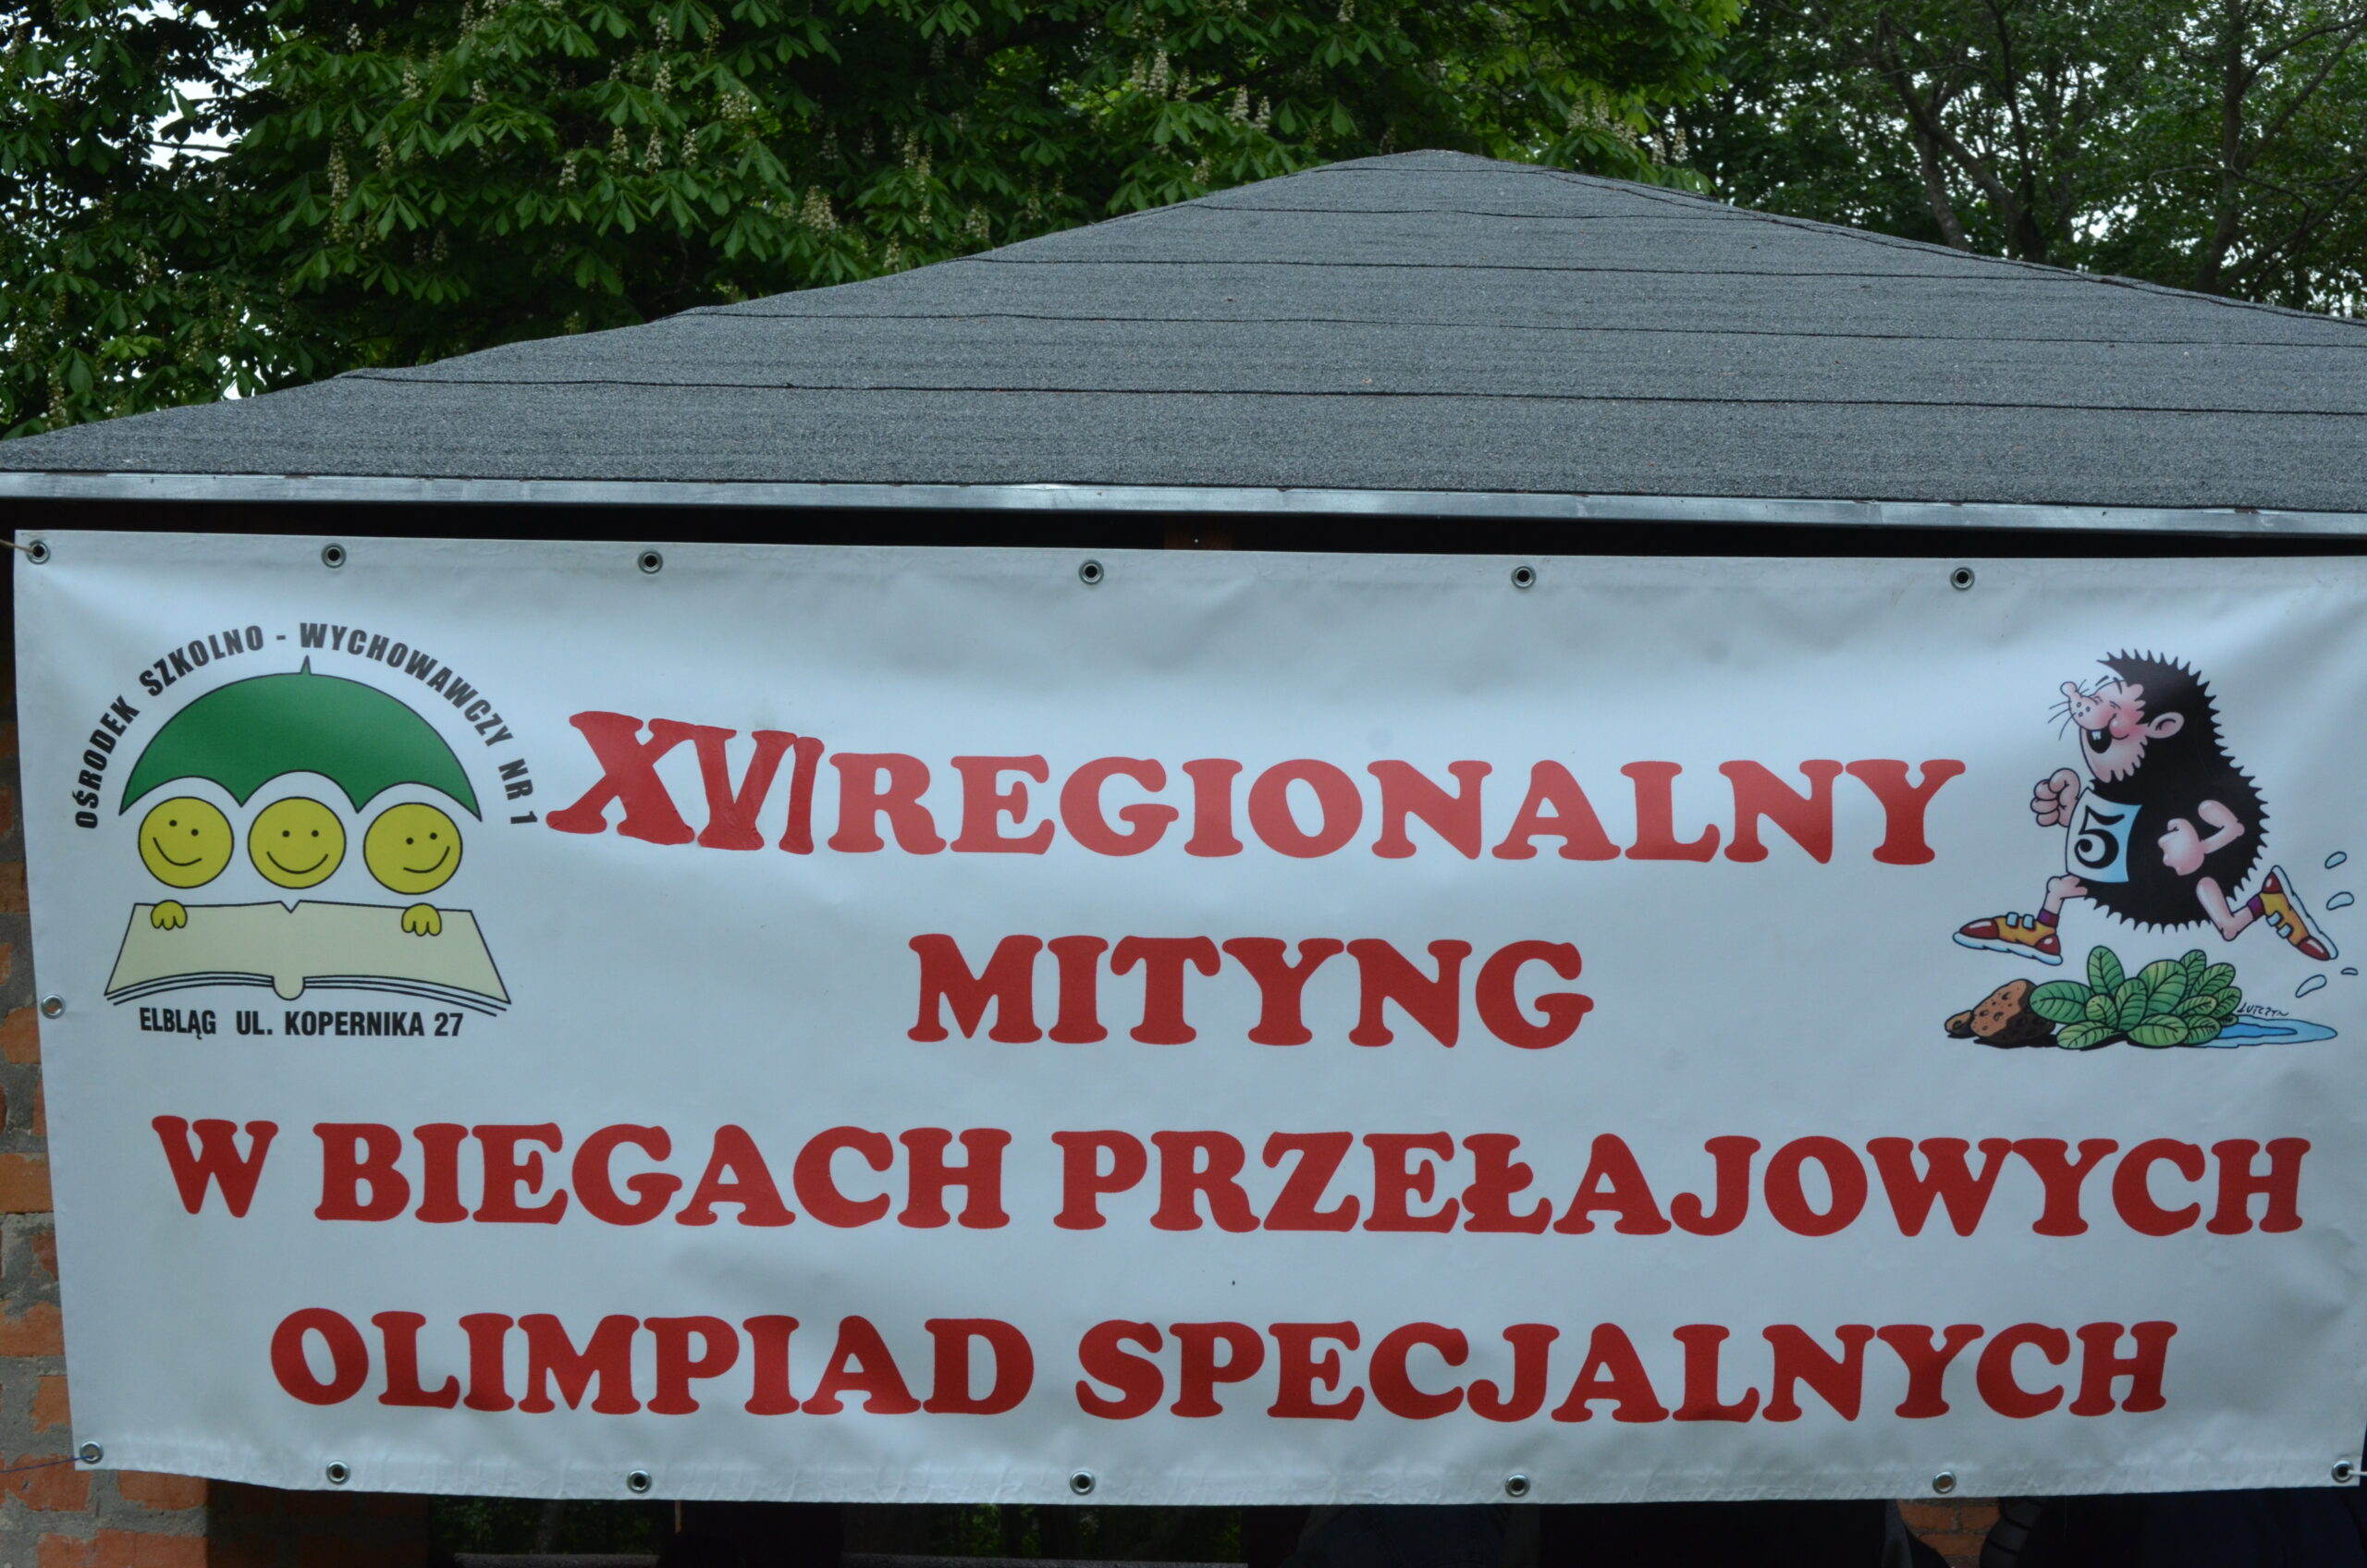 OŚRODEK SZKOLNO - WYCHOWAWCZY NR 1
ELBLĄG UL. KOPERNIKA 27
XVI REGIONALNY
MITYNG
W BIEGACH PRZEŁAJOWYCH
OLIMPIAD SPECJALNYCH
5